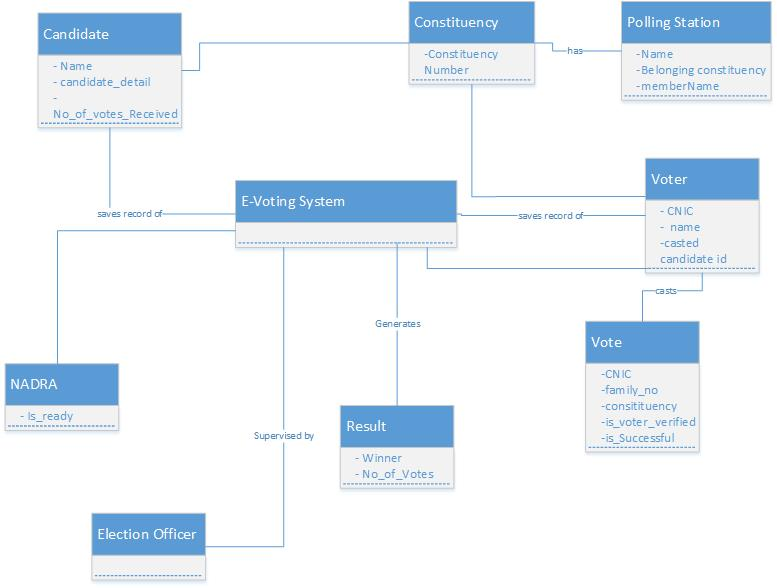 Candidate
- Name
- candidate_detail
-
No_of_votes_Received
Constituency
-Constituency
Number
has
Polling Station
-Name
-Belonging constituency
-memberName
E-Voting System
saves record of
saves record of
Voter
- CNIC
- name
-casted
candidate id
casts
Vote
-CNIC
-family_no
-consitituency
-is_voter_verified
-is_Successful
NADRA
- Is_ready
Generates
Result
- Winner
- No_of_Votes
Supervised by
Election Officer